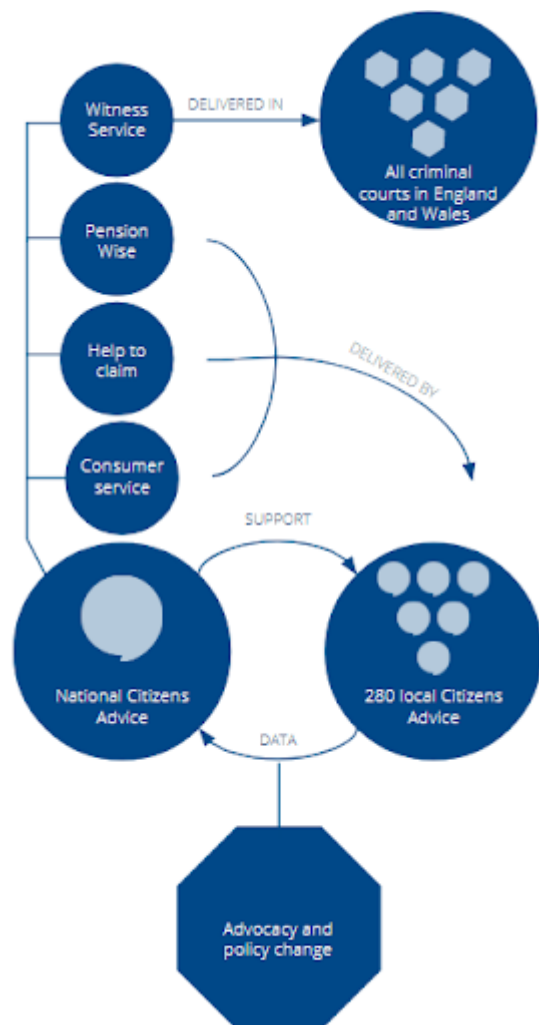 Witness
Service
DELIVERED IN
All criminal
courts in England
and Wales
Pension
Wise
Help to
claim
DELIVERED BY
Consumer
service
SUPPORT
National Citizens
Advice
280 local Citizens
Advice
DATA
Advocacy and
policy change